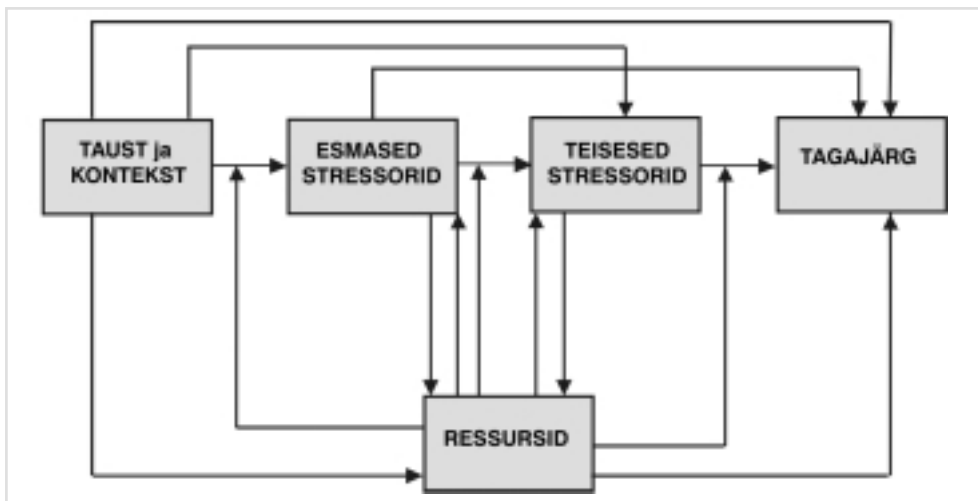 TAUST ja
KONTEKST
ESMASED
STRESSORID
TEISESED
STRESSORID
TAGAJÄRG
RESSURSID